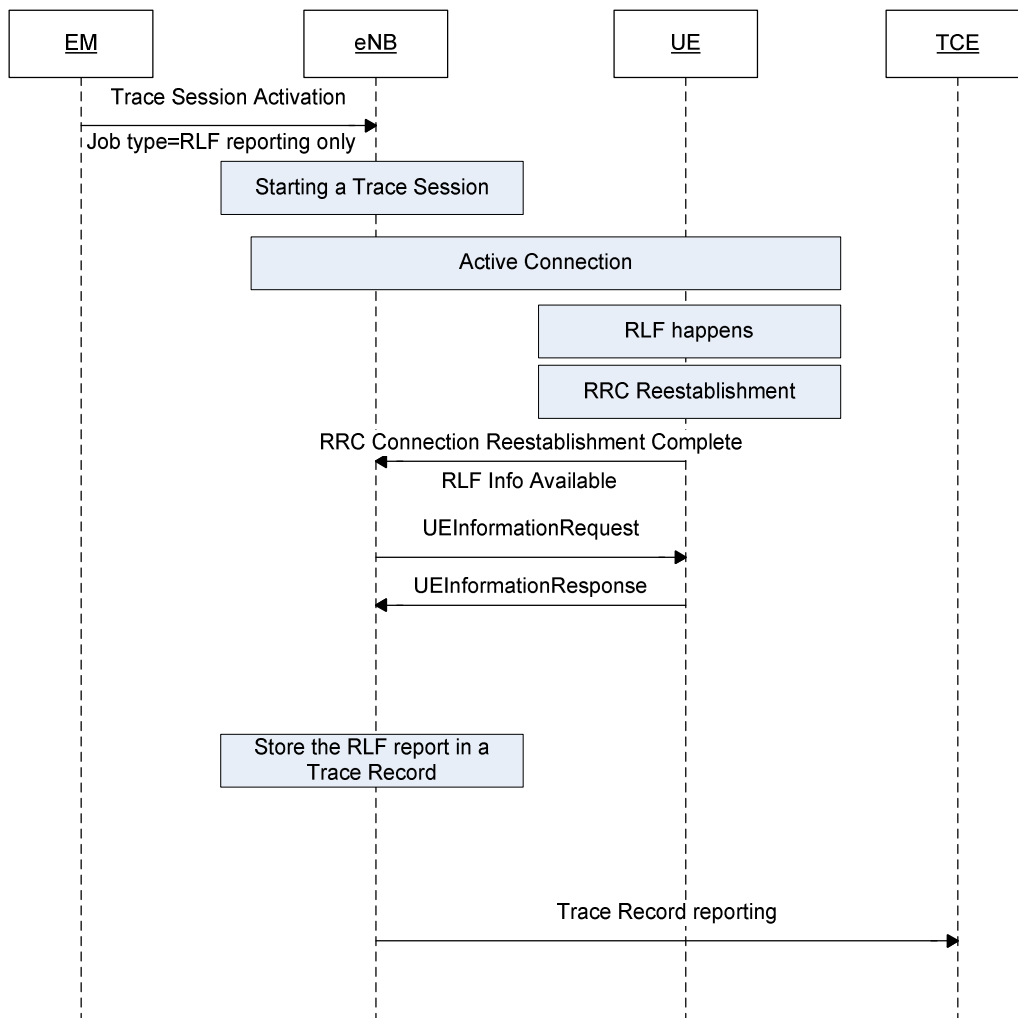 EM
eNB
UE
TCE
Trace Session Activation
Job type=RLF reporting only
Starting a Trace Session
Active Connection
RLF happens
RRC Reestablishment
RRC Connection Reestablishment Complete
RLF Info Available
UEInformationRequest
UEInformationResponse
Store the RLF report in a
Trace Record
Trace Record reporting